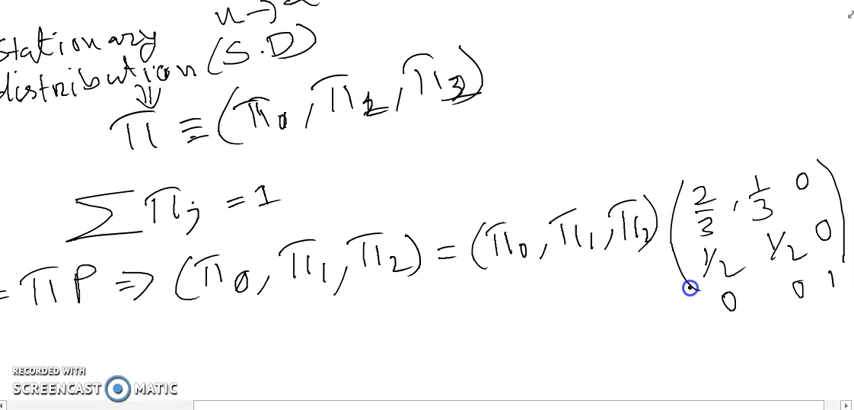 n→
stationary
distribution (S.D)
⇓
π ≡ (π₀, π₁, π₂)
∑ πⱼ = 1
= πP ⇒ (π₀, π₁, π₂) = (π₀, π₁, π₂) (2/3, 1/3 0
1/2 1/2 0
0 0 1)
RECORDED WITH
SCREENCAST MATIC